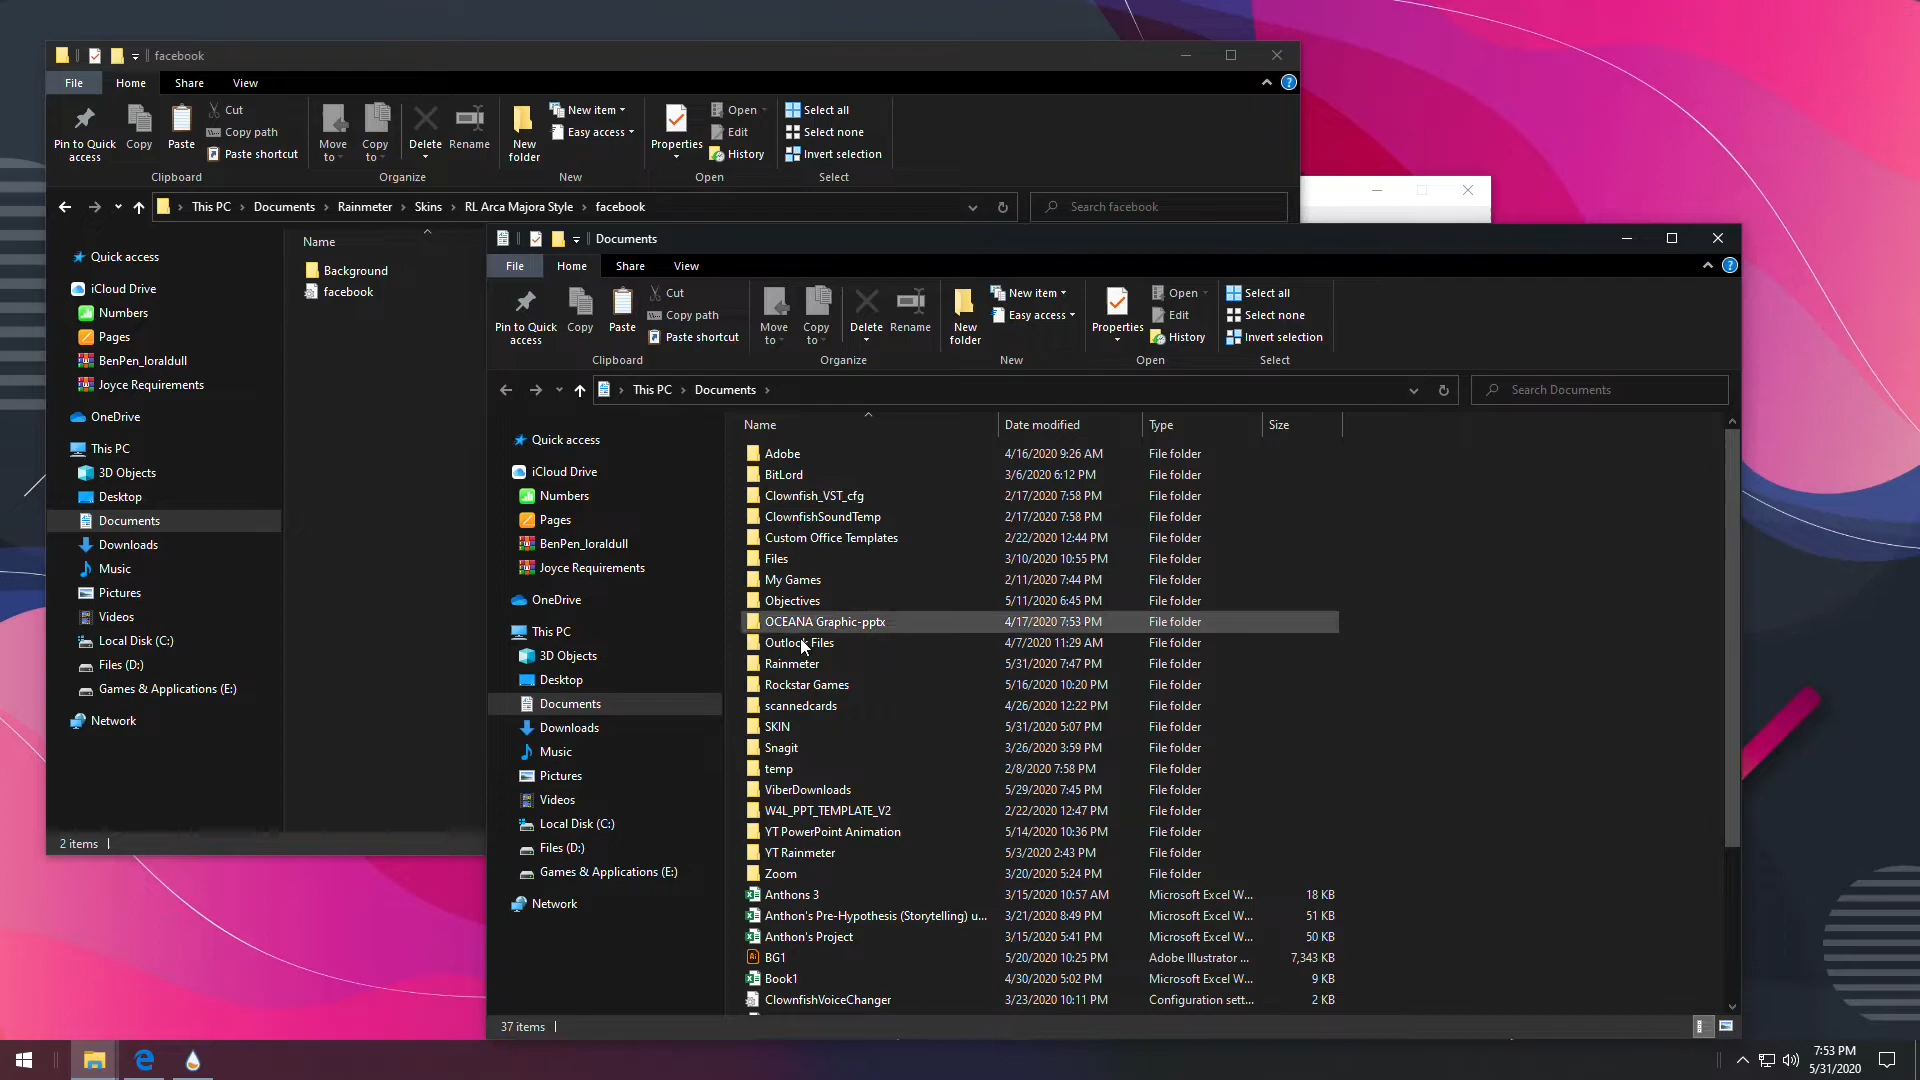 facebook
File Home Share View
Pin to Quick access
Copy
Paste
Cut
Copy path
Paste shortcut
Clipboard
Move to
Copy to
Delete
Rename
Organize
New folder
New item
Easy access
New
Properties
Open
Edit
History
Open
Select all
Select none
Invert selection
Select
This PC Documents Rainmeter Skins RL Arca Majora Style facebook
Search facebook
Quick access
iCloud Drive
Numbers
Pages
BenPen_loraldull
Joyce Requirements
OneDrive
This PC
3D Objects
Desktop
Documents
Downloads
Music
Pictures
Videos
Local Disk (C:)
Files (D:)
Games & Applications (E:)
Network
Name
Background
facebook
2 items
Documents
File Home Share View
Pin to Quick access
Copy
Paste
Cut
Copy path
Paste shortcut
Clipboard
Move to
Copy to
Delete
Rename
Organize
New folder
New item
Easy access
New
Properties
Open
Edit
History
Open
Select all
Select none
Invert selection
Select
This PC Documents
Search Documents
Quick access
iCloud Drive
Numbers
Pages
BenPen_loraldull
Joyce Requirements
OneDrive
This PC
3D Objects
Desktop
Documents
Downloads
Music
Pictures
Videos
Local Disk (C:)
Files (D:)
Games & Applications (E:)
Network
Name Date modified Type Size
Adobe 4/16/2020 9:26 AM File folder
BitLord 3/6/2020 6:12 PM File folder
Clownfish_VST_cfg 2/17/2020 7:58 PM File folder
ClownfishSoundTemp 2/17/2020 7:58 PM File folder
Custom Office Templates 2/22/2020 12:44 PM File folder
Files 3/10/2020 10:55 PM File folder
My Games 2/11/2020 7:44 PM File folder
Objectives 5/11/2020 6:45 PM File folder
OCEANA Graphic-pptx 4/17/2020 7:53 PM File folder
Outlook Files 4/7/2020 11:29 AM File folder
Rainmeter 5/31/2020 7:47 PM File folder
Rockstar Games 5/16/2020 10:20 PM File folder
scannedcards 4/26/2020 12:22 PM File folder
SKIN 5/31/2020 5:07 PM File folder
Snagit 3/26/2020 3:59 PM File folder
temp 2/8/2020 7:58 PM File folder
ViberDownloads 5/29/2020 7:45 PM File folder
W4L_PPT_TEMPLATE_V2 2/22/2020 12:47 PM File folder
YT PowerPoint Animation 5/14/2020 10:36 PM File folder
YT Rainmeter 5/3/2020 2:43 PM File folder
Zoom 3/20/2020 5:24 PM File folder
Anthons 3 3/15/2020 10:57 AM Microsoft Excel W... 18 KB
Anthon's Pre-Hypothesis (Storytelling) u... 3/21/2020 8:49 PM Microsoft Excel W... 51 KB
Anthon's Project 3/15/2020 5:41 PM Microsoft Excel W... 50 KB
BG1 5/20/2020 10:25 PM Adobe Illustrator ... 7,343 KB
Book1 4/30/2020 5:02 PM Microsoft Excel W... 9 KB
ClownfishVoiceChanger 3/23/2020 10:11 PM Configuration sett... 2 KB
37 items
7:53 PM
5/31/2020